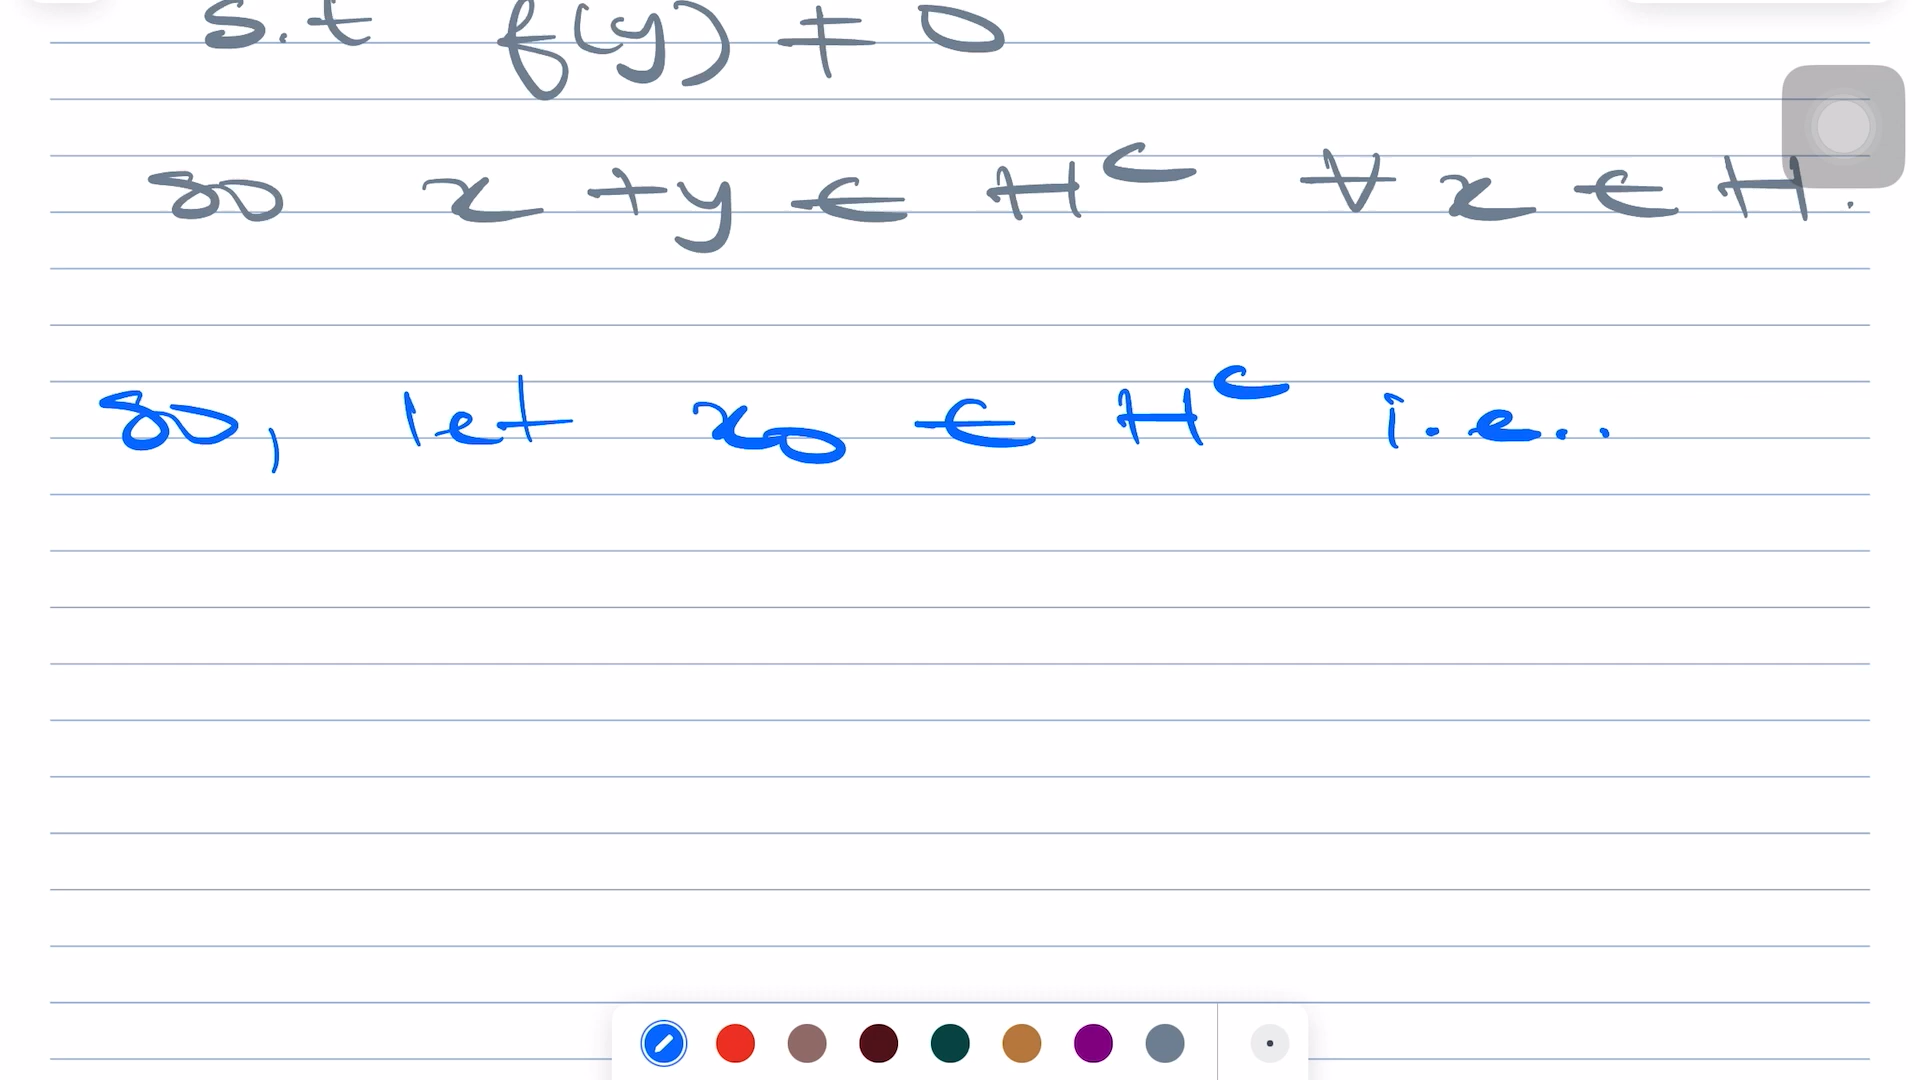 s.t f(y) ≠ 0
so x + y ∈ H^c ∀ x ∈ H.
so, let x₀ ∈ H^c i.e..